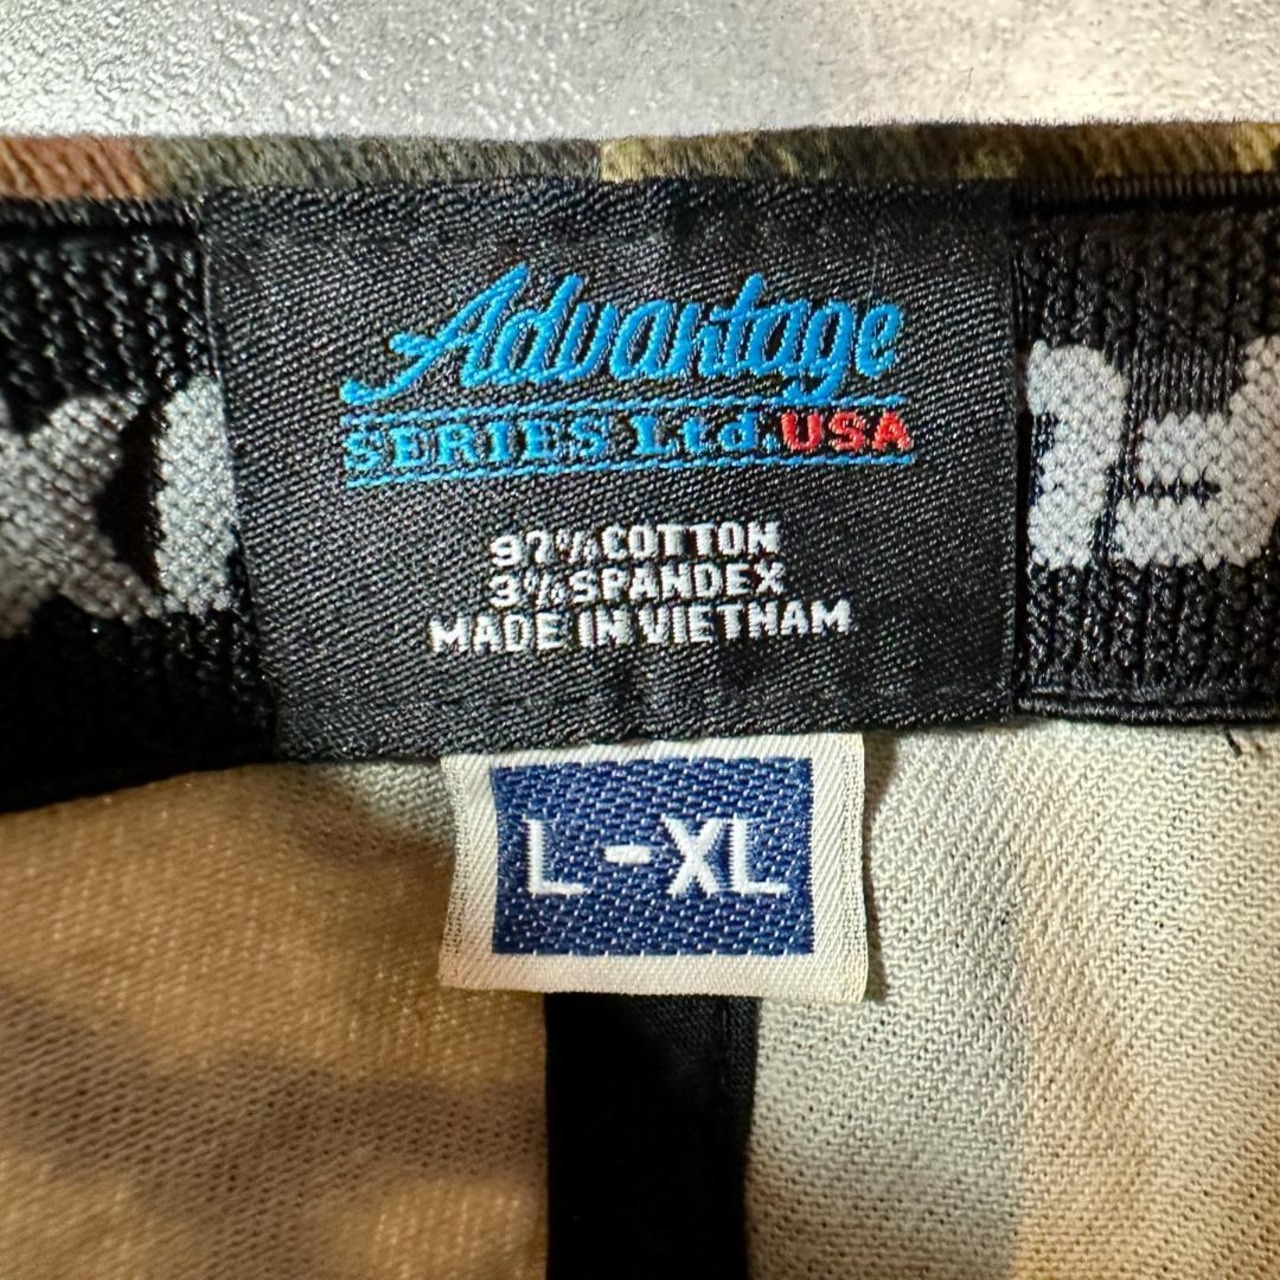 Advantage
SERIES Ltd. USA
97% COTTON
3% SPANDEX
MADE IN VIETNAM
L-XL